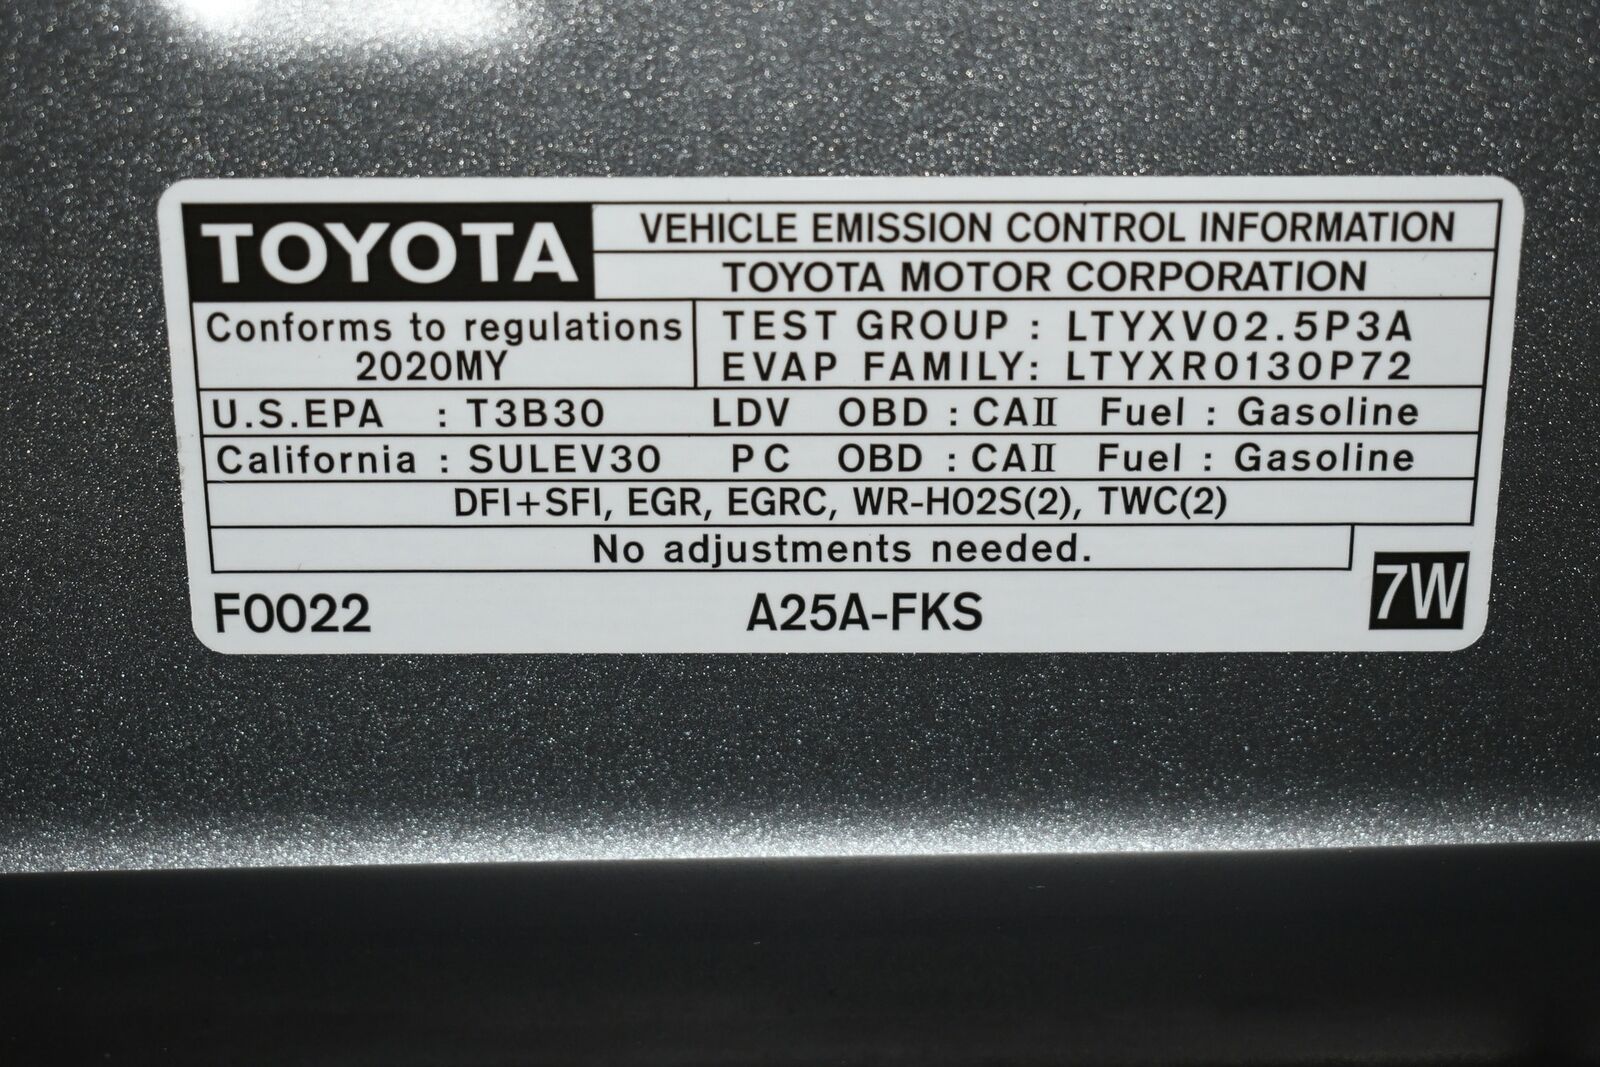 TOYOTA
VEHICLE EMISSION CONTROL INFORMATION
TOYOTA MOTOR CORPORATION
Conforms to regulations
2020MY
TEST GROUP : LTYXV02.5P3A
EVAP FAMILY: LTYXR0130P72
U.S.EPA : T3B30 LDV OBD : CAII Fuel : Gasoline
California : SULEV30 PC OBD : CAII Fuel : Gasoline
DFI+SFI, EGR, EGRC, WR-HO2S(2), TWC(2)
No adjustments needed.
F0022 A25A-FKS 7W